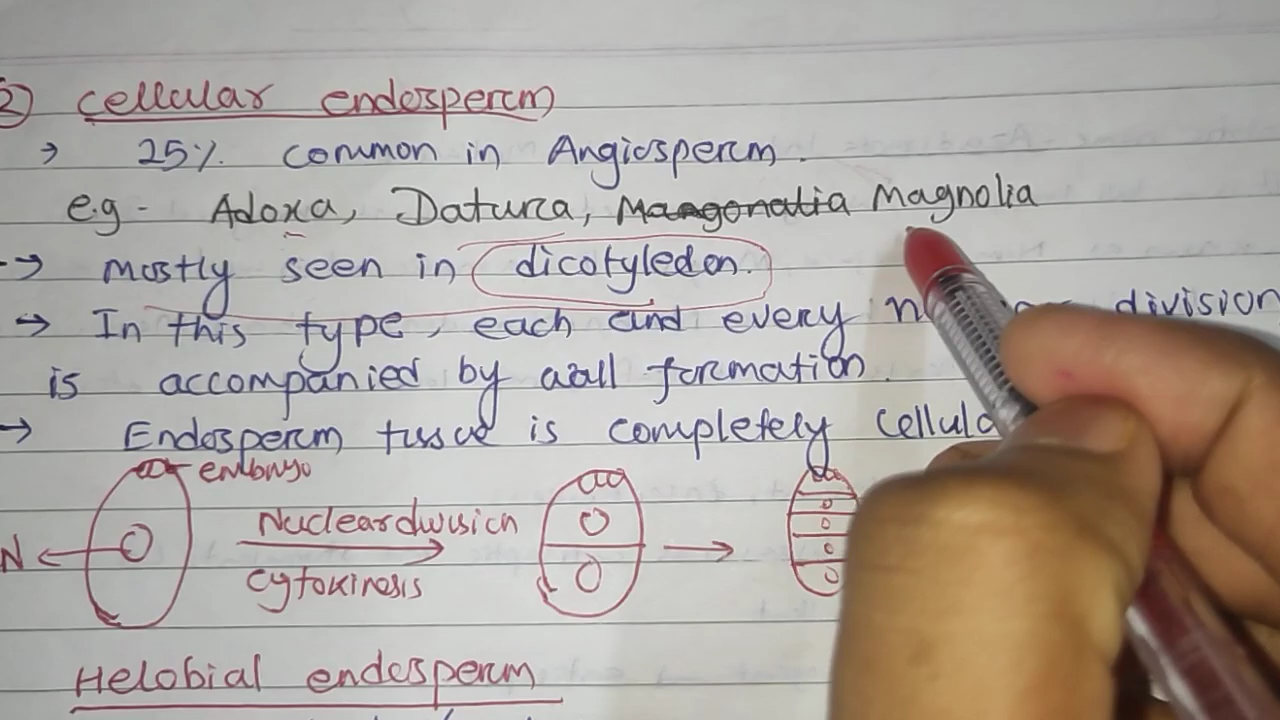 2) cellular endosperm
→ 25% common in Angiosperm.
e.g - Adoxa, Datura, Mangonatia Magnolia
→ mostly seen in dicotyledon.
→ In this type, each and every division
is accompanied by wall formation.
→ Endosperm tissue is completely
embryo
Nuclear division
N
cytokinesis
Helobial endosperm